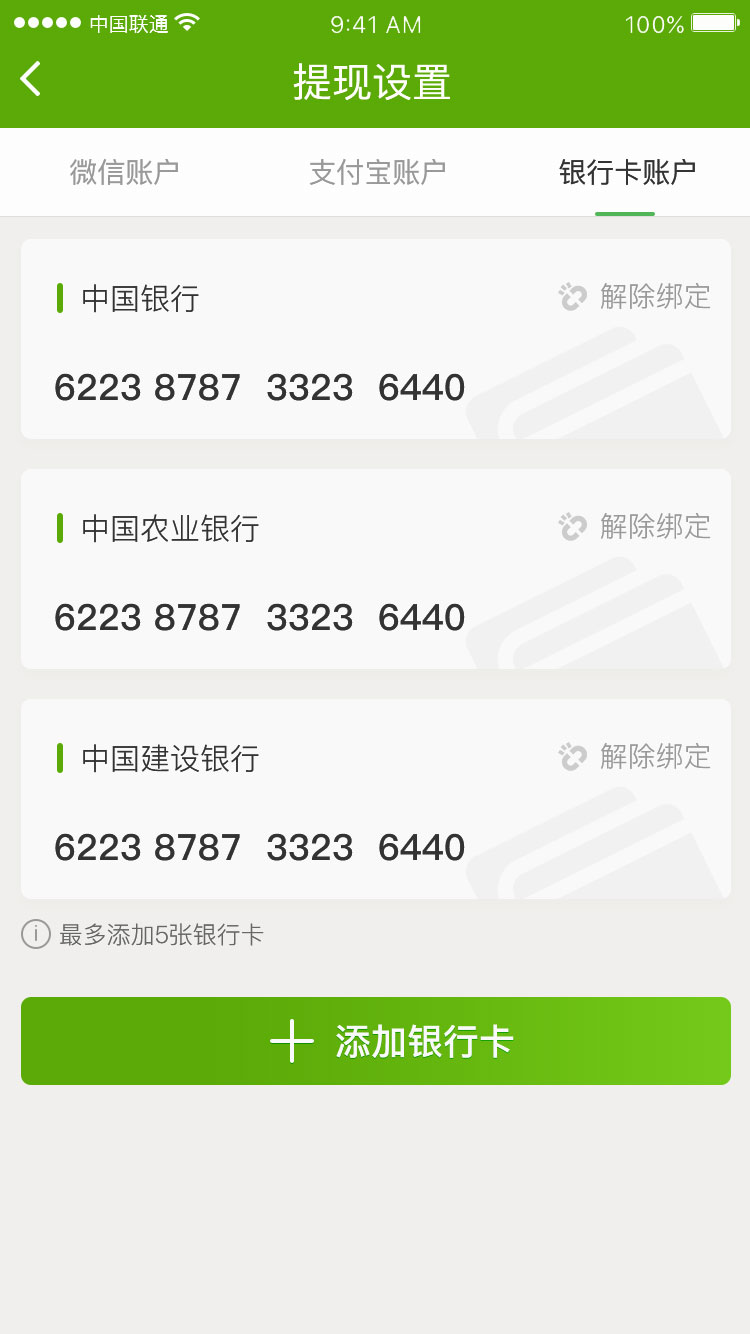 中国联通 9:41 AM 100%
提现设置
微信账户 支付宝账户 银行卡账户
中国银行 解除绑定
6223 8787 3323 6440
中国农业银行 解除绑定
6223 8787 3323 6440
中国建设银行 解除绑定
6223 8787 3323 6440
最多添加5张银行卡
添加银行卡